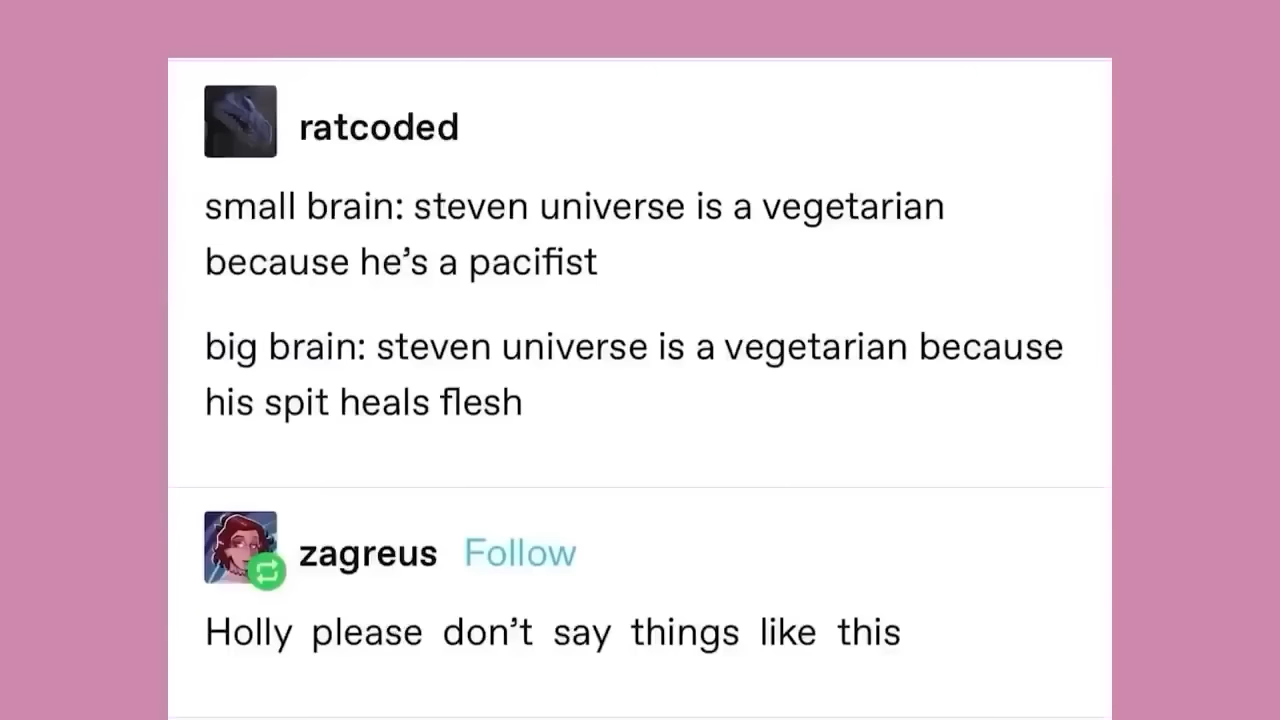 ratcoded
small brain: steven universe is a vegetarian
because he’s a pacifist
big brain: steven universe is a vegetarian because
his spit heals flesh
zagreus Follow
Holly please don’t say things like this